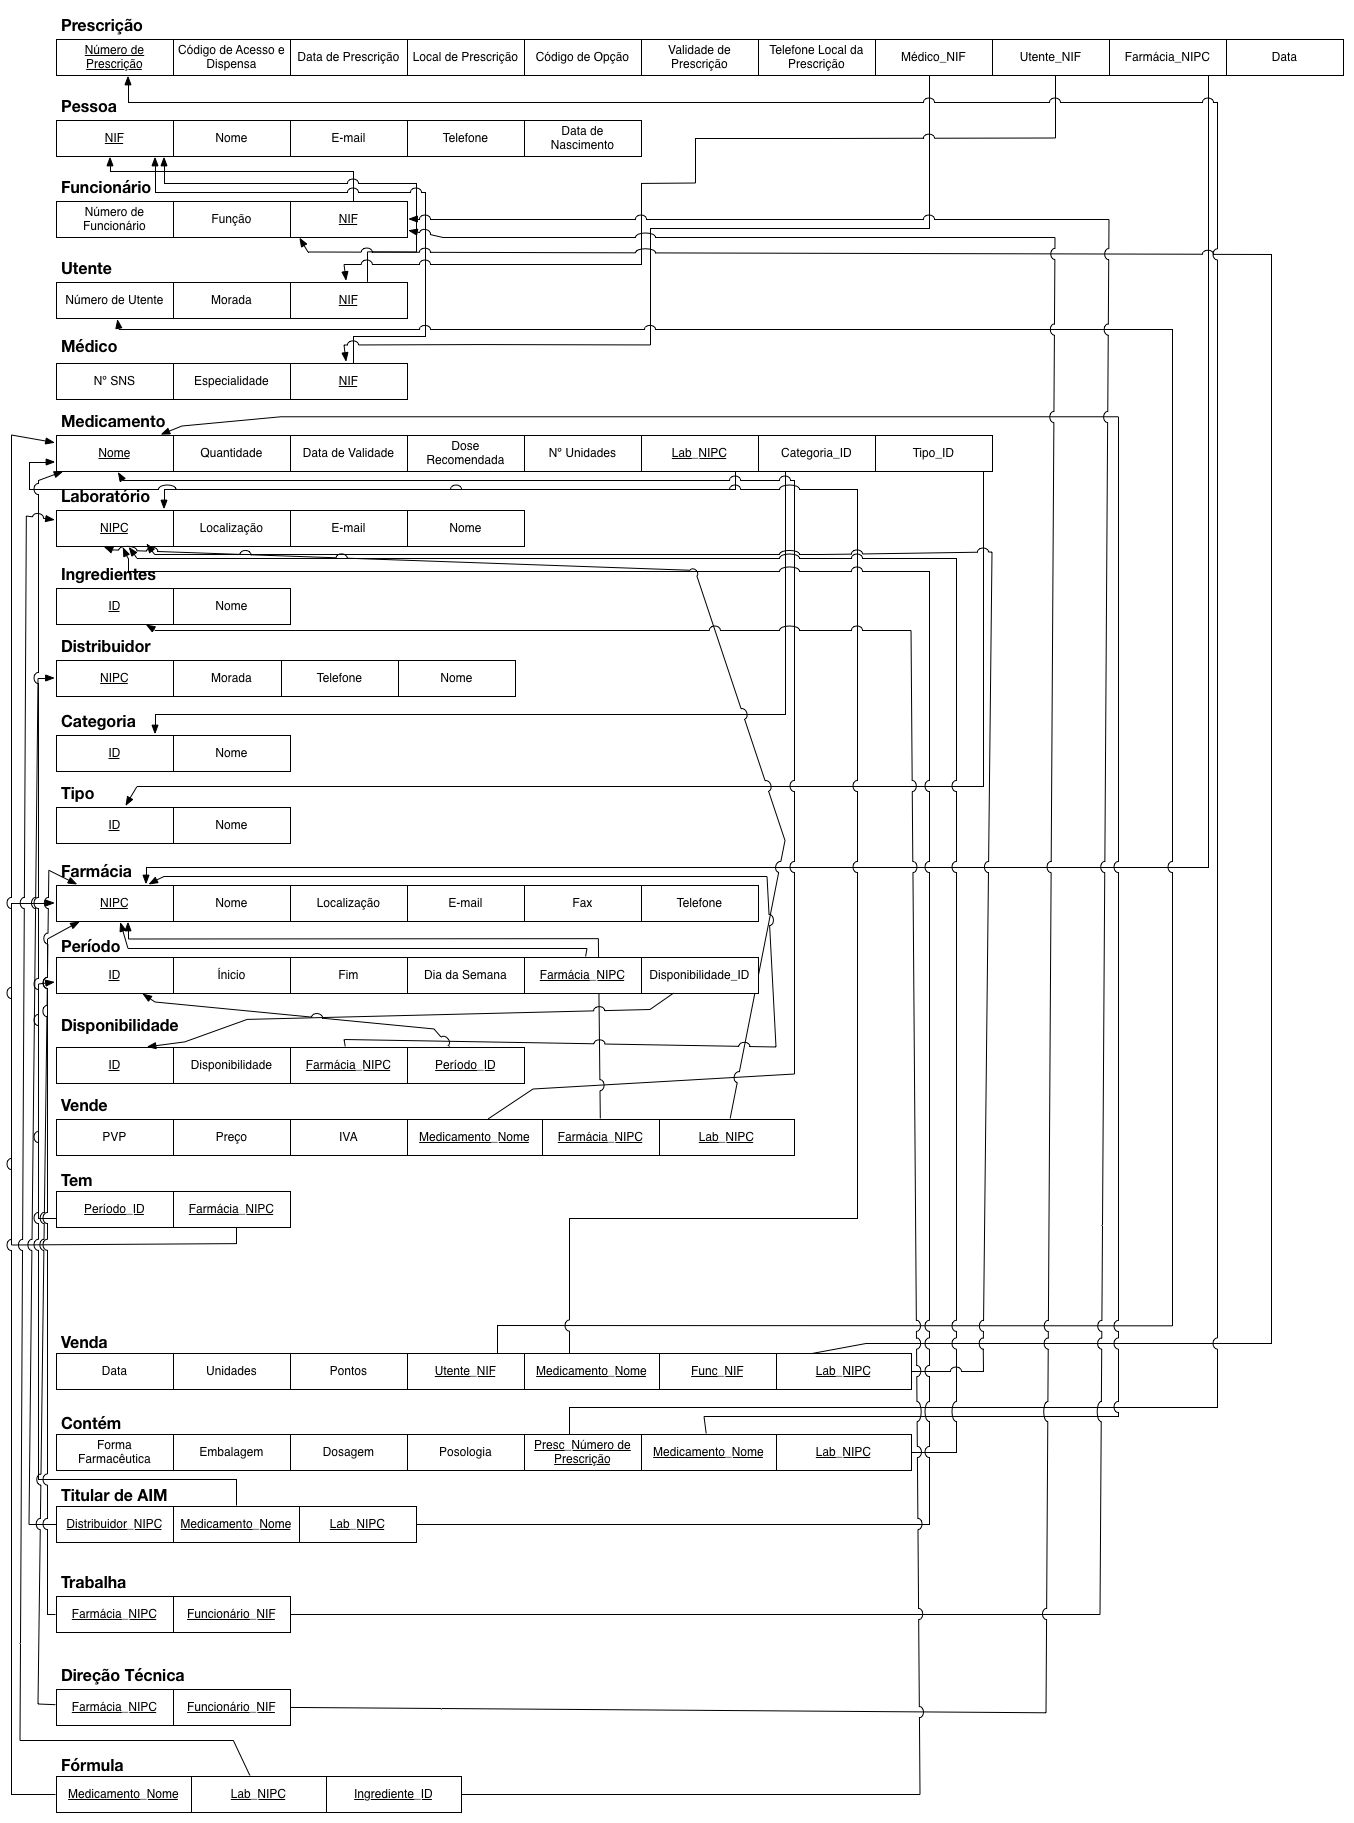 Prescrição
Número de Prescrição Código de Acesso e Dispensa Data de Prescrição Local de Prescrição Código de Opção Validade de Prescrição Telefone Local da Prescrição Médico_NIF Utente_NIF Farmácia_NIPC Data
Pessoa
NIF Nome E-mail Telefone Data de Nascimento
Funcionário
Número de Funcionário Função NIF
Utente
Número de Utente Morada NIF
Médico
Nº SNS Especialidade NIF
Medicamento
Nome Quantidade Data de Validade Dose Recomendada Nº Unidades Lab_NIPC Categoria_ID Tipo_ID
Laboratório
NIPC Localização E-mail Nome
Ingredientes
ID Nome
Distribuidor
NIPC Morada Telefone Nome
Categoria
ID Nome
Tipo
ID Nome
Farmácia
NIPC Nome Localização E-mail Fax Telefone
Período
ID Ínicio Fim Dia da Semana Farmácia_NIPC Disponibilidade_ID
Disponibilidade
ID Disponibilidade Farmácia_NIPC Período_ID
Vende
PVP Preço IVA Medicamento_Nome Farmácia_NIPC Lab_NIPC
Tem
Período_ID Farmácia_NIPC
Venda
Data Unidades Pontos Utente_NIF Medicamento_Nome Func_NIF Lab_NIPC
Contém
Forma Farmacêutica Embalagem Dosagem Posologia Presc_Número de Prescrição Medicamento_Nome Lab_NIPC
Titular de AIM
Distribuidor_NIPC Medicamento_Nome Lab_NIPC
Trabalha
Farmácia_NIPC Funcionário_NIF
Direção Técnica
Farmácia_NIPC Funcionário_NIF
Fórmula
Medicamento_Nome Lab_NIPC Ingrediente_ID